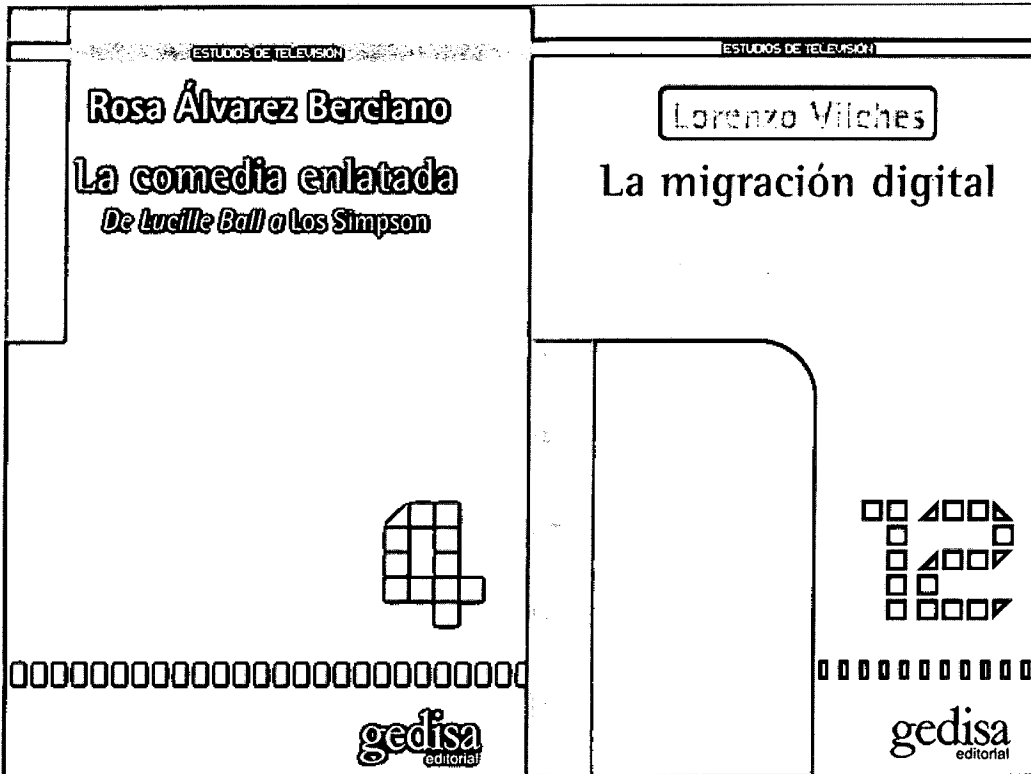 ESTUDIOS DE TELEVISIÓN
Rosa Álvarez Berciano
La comedia enlatada
De Lucille Ball a Los Simpson
4
gedisa
editorial
ESTUDIOS DE TELEVISIÓN
Lorenzo Vilches
La migración digital
12
gedisa
editorial